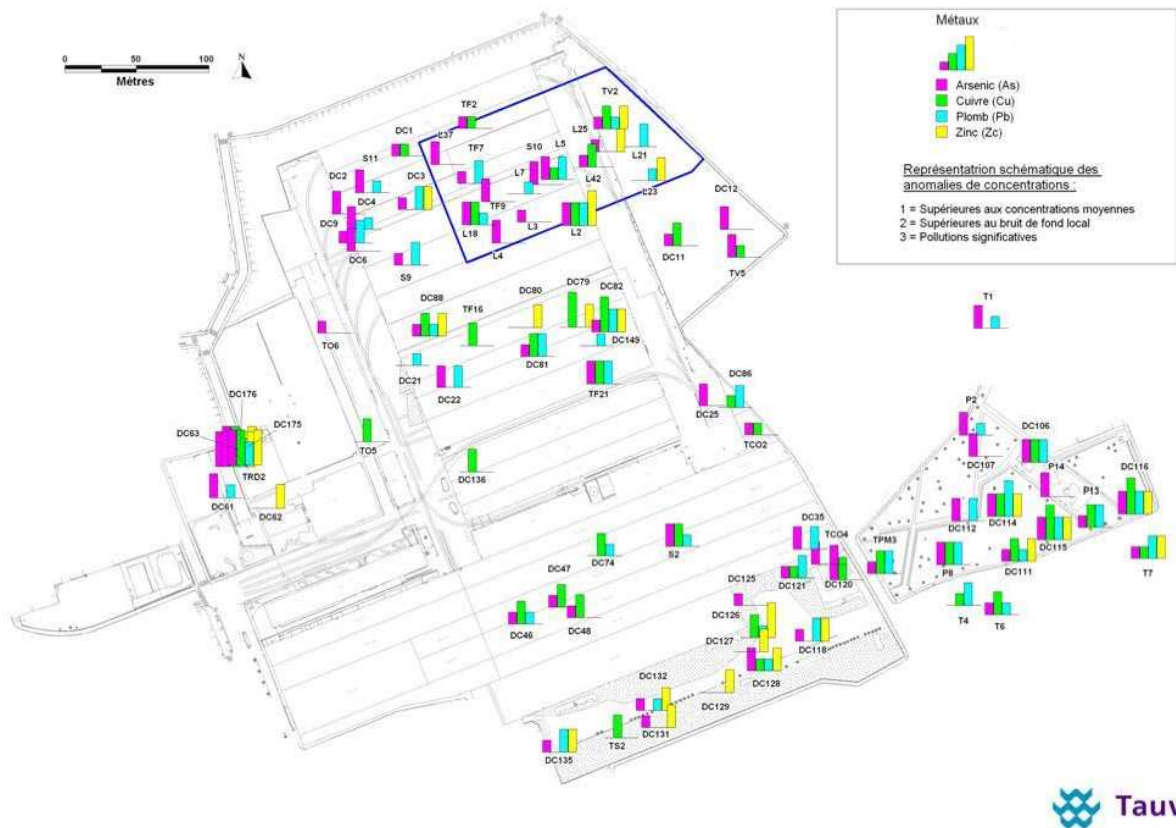 Métaux
Arsenic (As)
Cuivre (Cu)
Plomb (Pb)
Zinc (Zc)
Représentration schématique des
anomalies de concentrations :
1 = Supérieures aux concentrations moyennes
2 = Supérieures au bruit de fond local
3 = Pollutions significatives
0 50 100
Mètres
N
TF2
TV2
DC1
L37
L25
S11
TF7
S10
L5
L21
DC2
DC3
L7
L42
DC4
L23
DC12
TF9
DC9
L18
L3
L2
DC6
L4
DC11
TV5
S9
T1
DC88
TF16
DC80
DC79
DC82
TO6
DC149
DC21
DC81
DC22
TF21
DC86
DC25
P2
DC176
DC106
TCO2
DC175
DC63
TO5
DC107
P14
DC116
TRD2
DC136
P13
DC61
DC62
DC112
DC114
DC35
TCO4
TPM3
DC115
S2
DC74
P8
DC111
T7
DC47
DC125
DC121
DC120
DC126
T4
T6
DC46
DC48
DC127
DC118
DC132
DC128
DC129
DC131
TS2
DC135
Tauv